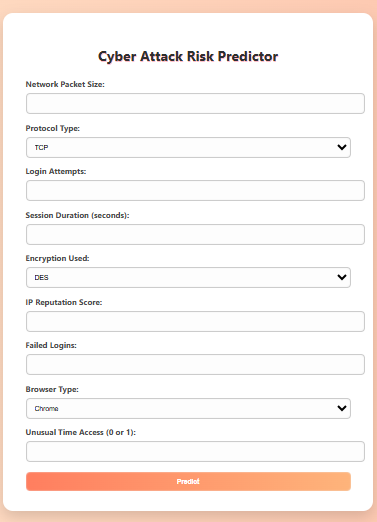 Cyber Attack Risk Predictor
Network Packet Size:
Protocol Type:
TCP
Login Attempts:
Session Duration (seconds):
Encryption Used:
DES
IP Reputation Score:
Failed Logins:
Browser Type:
Chrome
Unusual Time Access (0 or 1):
Predict